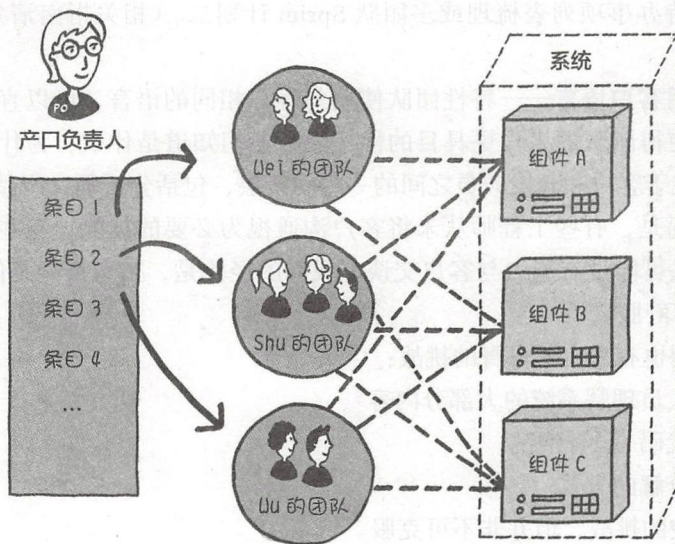 PO
产口负责人
条目 1
条目 2
条目 3
条目 4
...
Wei 的团队
Shu 的团队
Wu 的团队
系统
组件 A
组件 B
组件 C